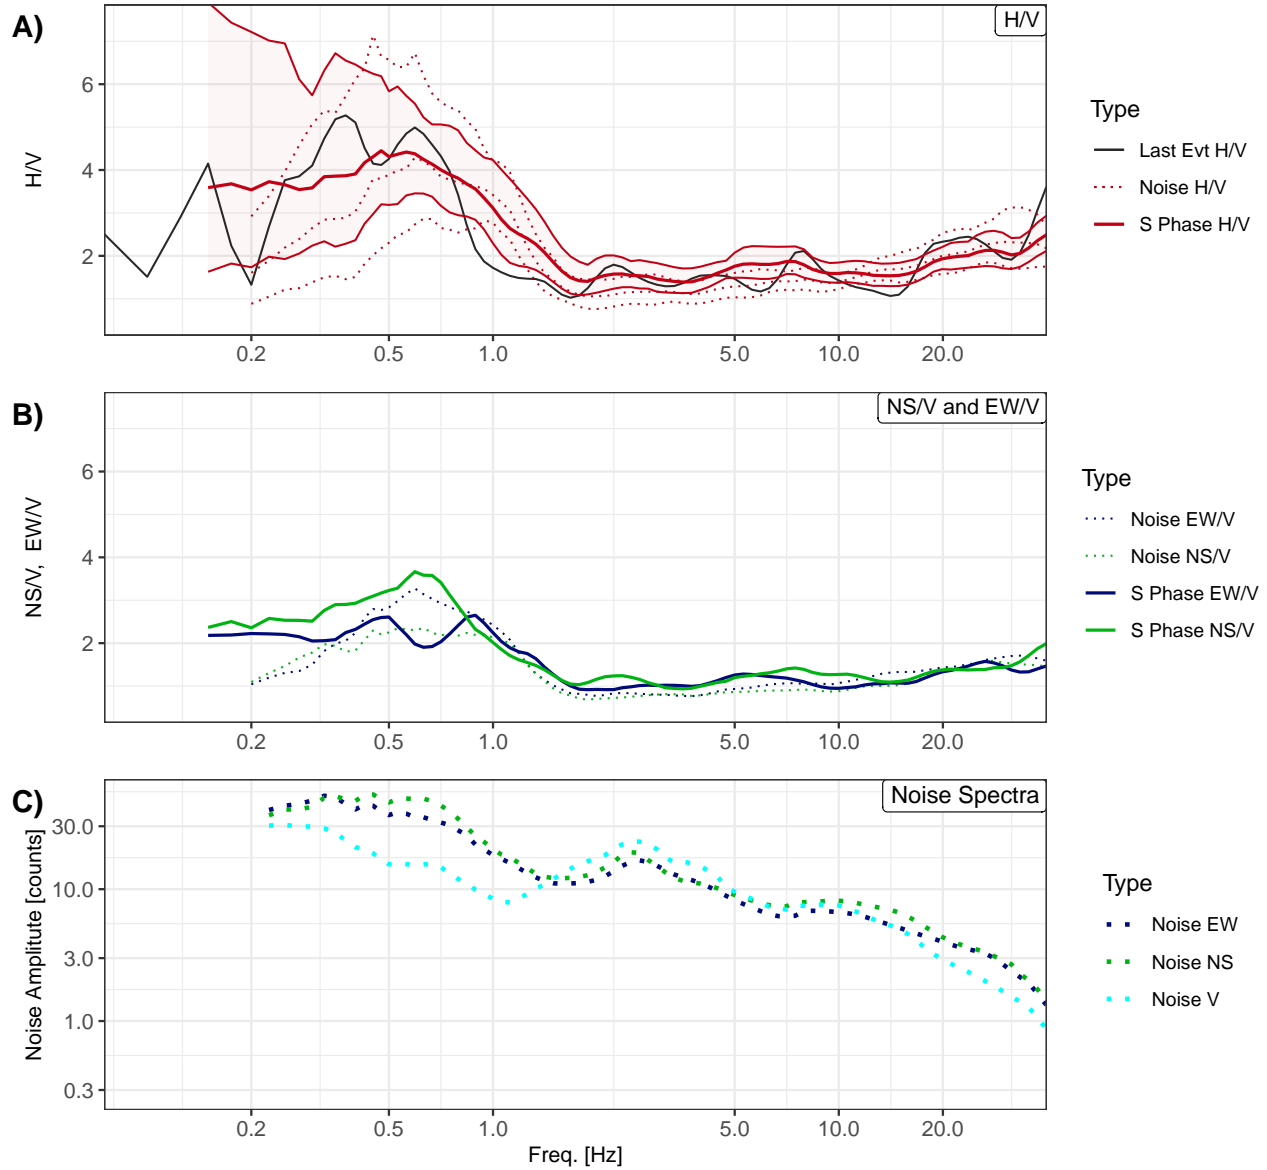 A)
H/V
H/V
6
4
2
0.2 0.5 1.0 5.0 10.0 20.0
Type
Last Evt H/V
Noise H/V
S Phase H/V
B)
NS/V and EW/V
NS/V, EW/V
6
4
2
0.2 0.5 1.0 5.0 10.0 20.0
Type
Noise EW/V
Noise NS/V
S Phase EW/V
S Phase NS/V
C)
Noise Spectra
Noise Amplitude [counts]
30.0
10.0
3.0
1.0
0.3
0.2 0.5 1.0 5.0 10.0 20.0
Freq. [Hz]
Type
Noise EW
Noise NS
Noise V